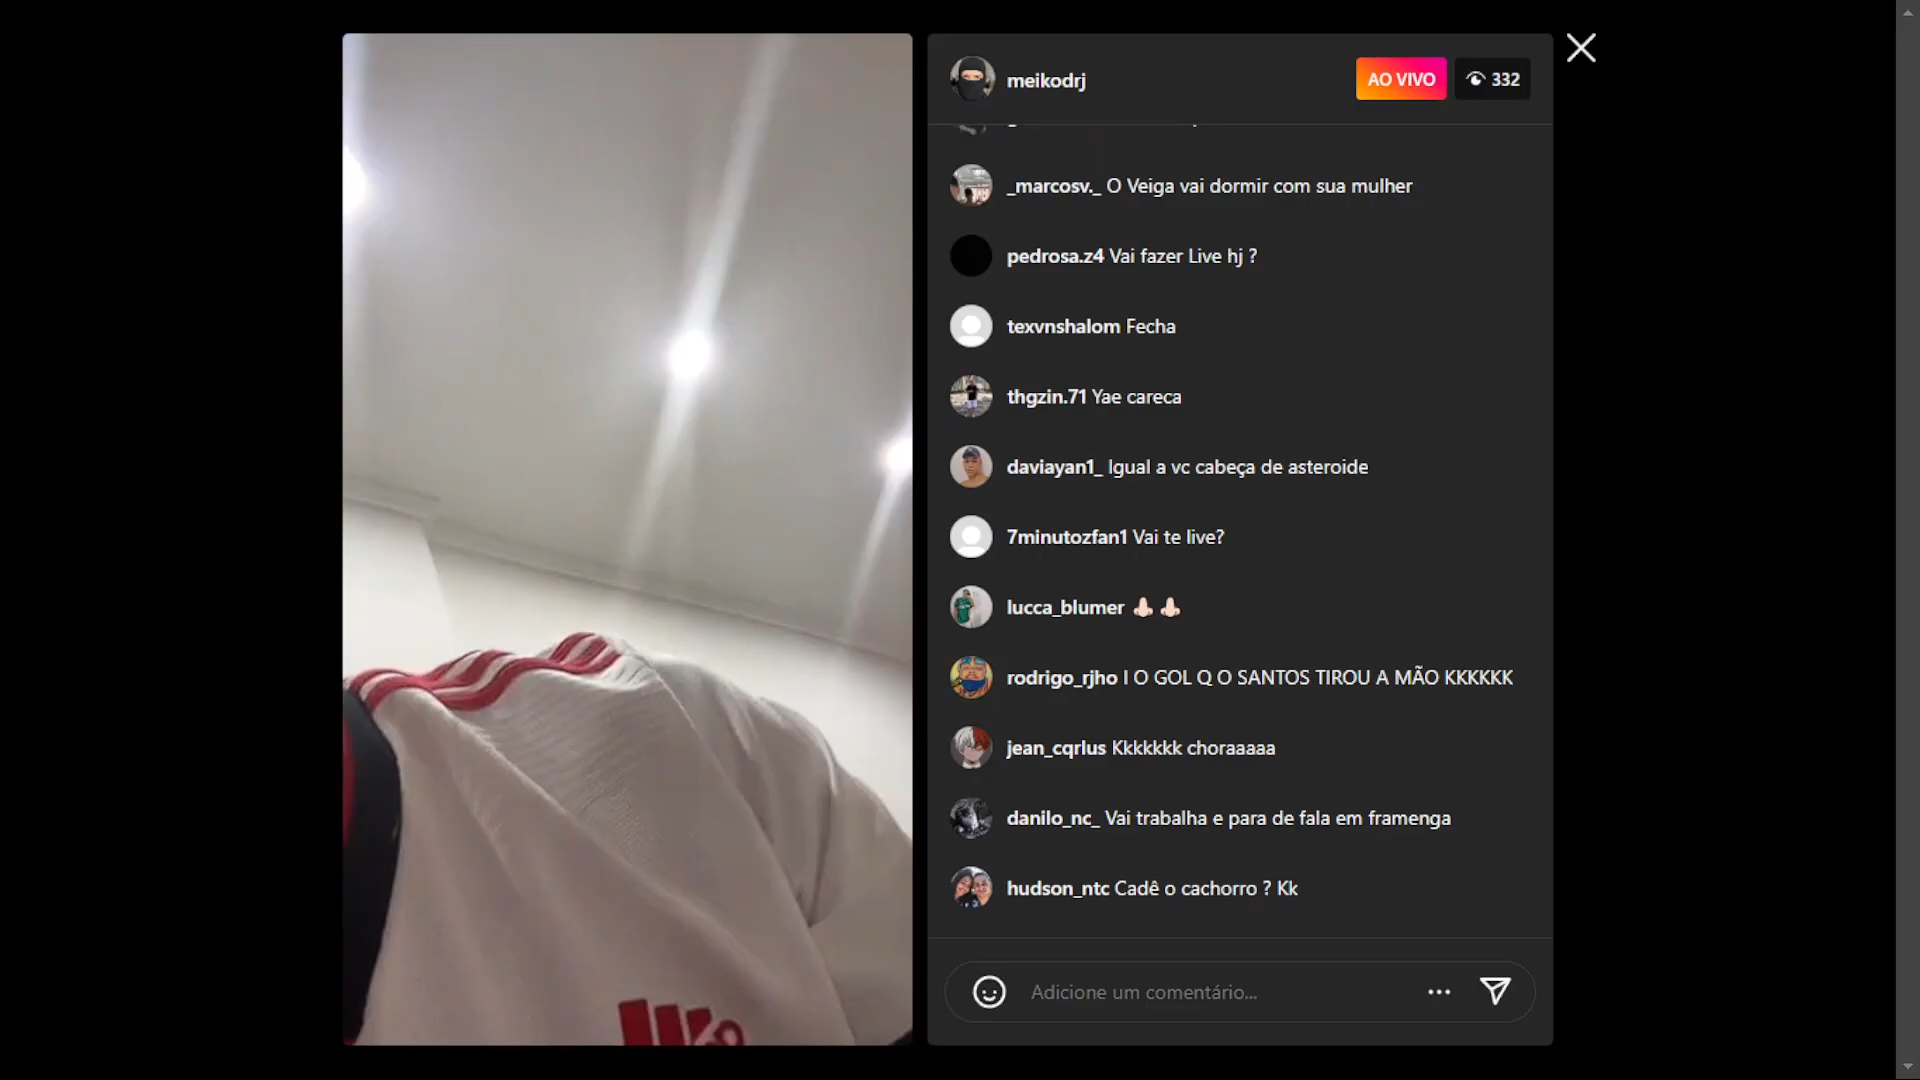 meikodrj
AO VIVO
332
_marcosv._ O Veiga vai dormir com sua mulher
pedrosa.z4 Vai fazer Live hj ?
texvnshalom Fecha
thgzin.71 Yae careca
daviayan1_ Igual a vc cabeça de asteroide
7minutozfan1 Vai te live?
lucca_blumer 👃🏻👃🏻
rodrigo_rjho I O GOL Q O SANTOS TIROU A MÃO KKKKKK
jean_cqrlus Kkkkkkk choraaaaa
danilo_nc_ Vai trabalha e para de fala em framenga
hudson_ntc Cadê o cachorro ? Kk
Adicione um comentário...